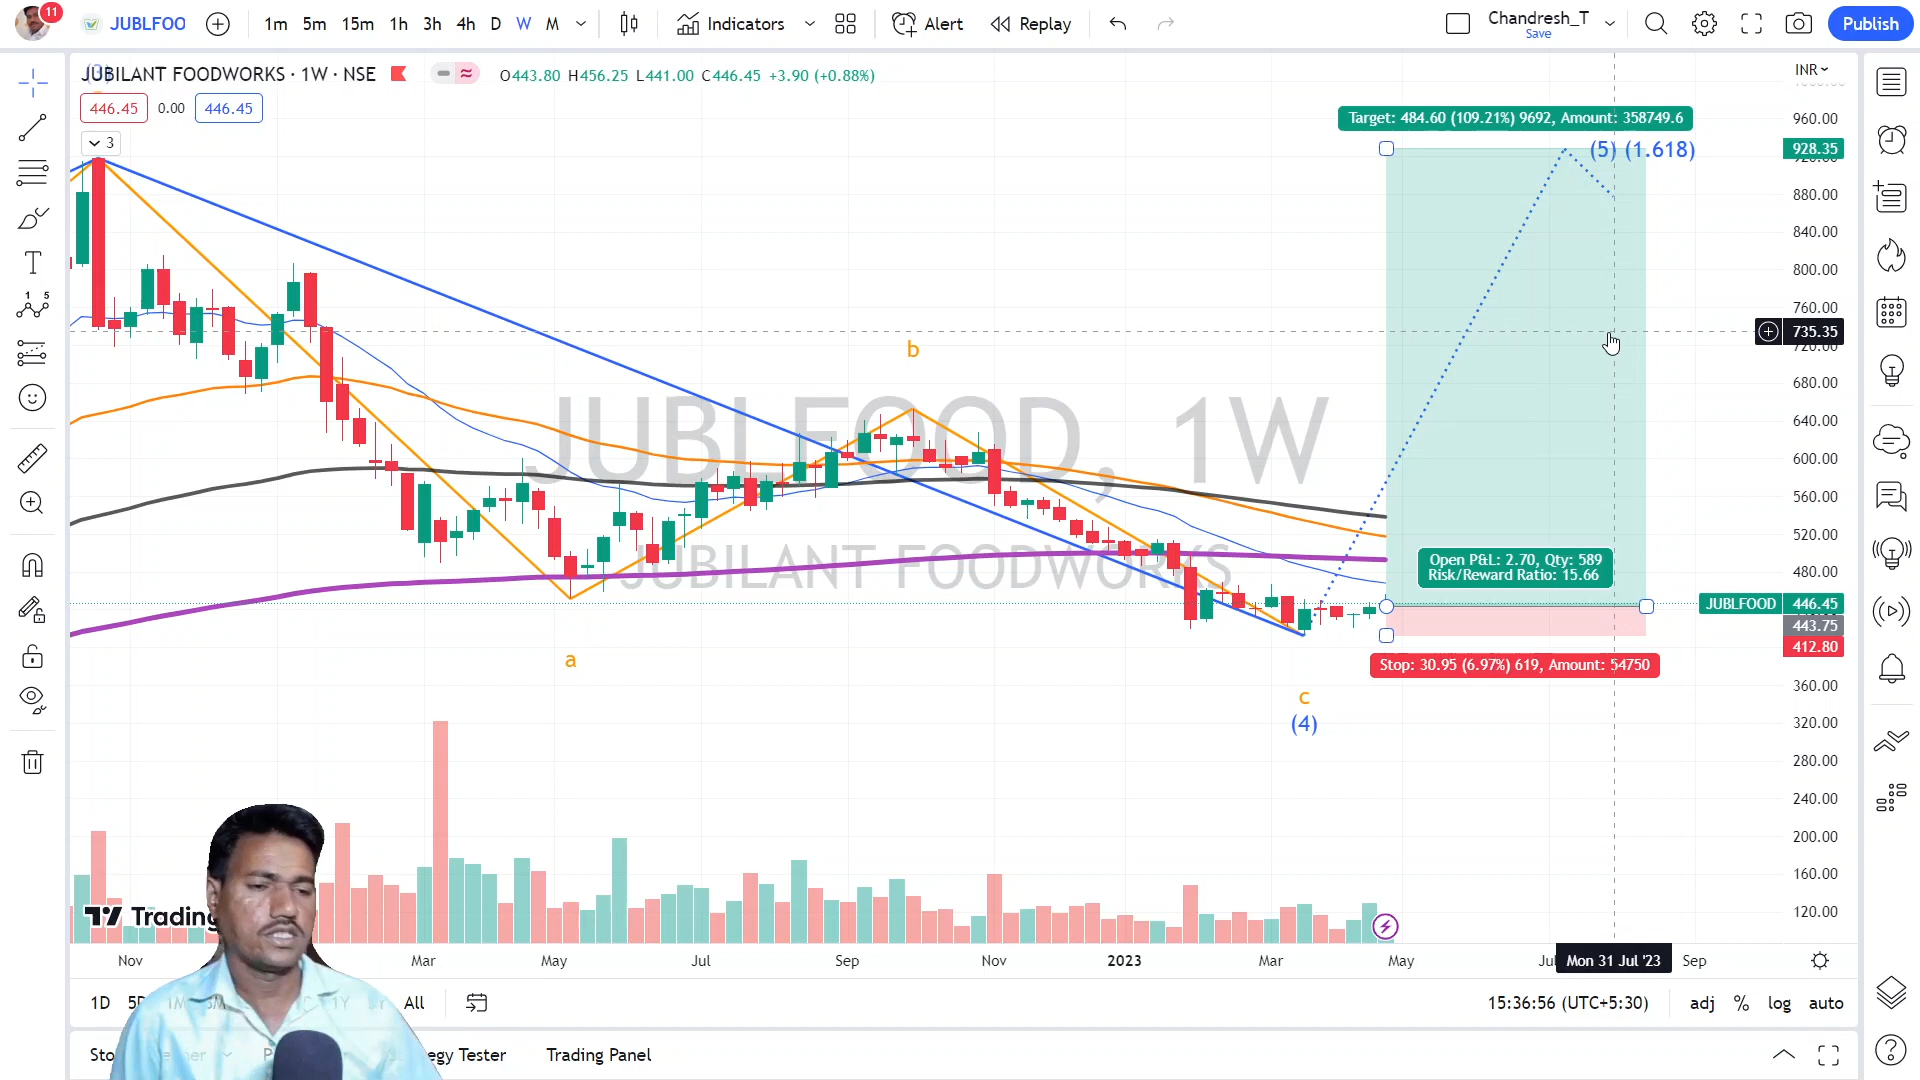 11
JUBLFOO
1m 5m 15m 1h 3h 4h D W M
Indicators
Alert
Replay
Chandresh_T
Save
Publish
JUBILANT FOODWORKS · 1W · NSE
O443.80 H456.25 L441.00 C446.45 +3.90 (+0.88%)
INR
446.45 0.00 446.45
3
Target: 484.60 (109.21%) 9692, Amount: 358749.6
(5) (1.618)
960.00
928.35
880.00
840.00
800.00
760.00
735.35
720.00
680.00
640.00
600.00
560.00
520.00
480.00
JUBLFOOD 446.45
443.75
412.80
360.00
320.00
280.00
240.00
200.00
160.00
120.00
b
JUBLFOOD, 1W
JUBILANT FOODWORKS
Open P&L: 2.70, Qty: 589
Risk/Reward Ratio: 15.66
Stop: 30.95 (6.97%) 619, Amount: 54750
a
c
(4)
1 5
Trading
Nov Mar May Jul Sep Nov 2023 Mar May Mon 31 Jul '23 Sep
1D All
15:36:56 (UTC+5:30) adj % log auto
Trading Panel